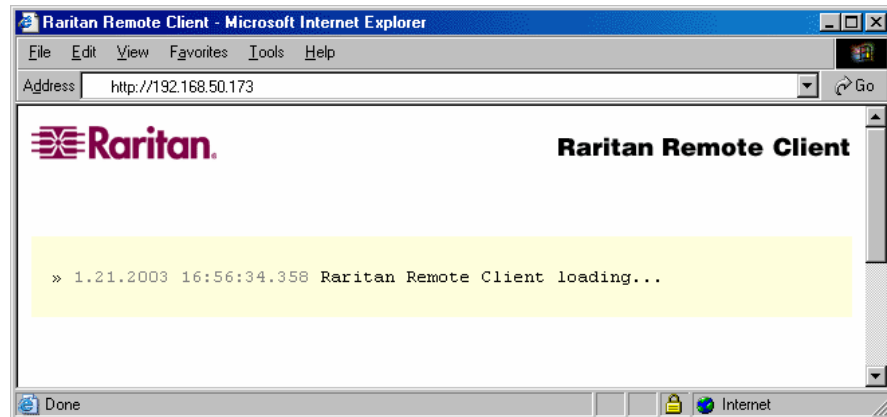 Raritan Remote Client - Microsoft Internet Explorer
File Edit View Favorites Tools Help
Address http://192.168.50.173 Go
Raritan. Raritan Remote Client
» 1.21.2003 16:56:34.358 Raritan Remote Client loading...
Done Internet